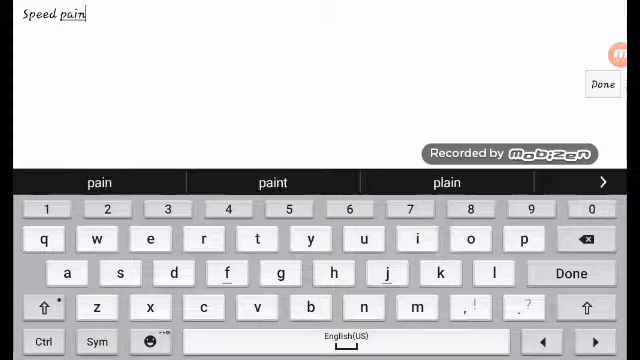 Speed pain
Done
Recorded by mobizen
pain paint plain >
1 2 3 4 5 6 7 8 9 0
q w e r t y u i o p
a s d f g h j k l Done
z x c v b n m , ! . ?
Ctrl Sym English(US)